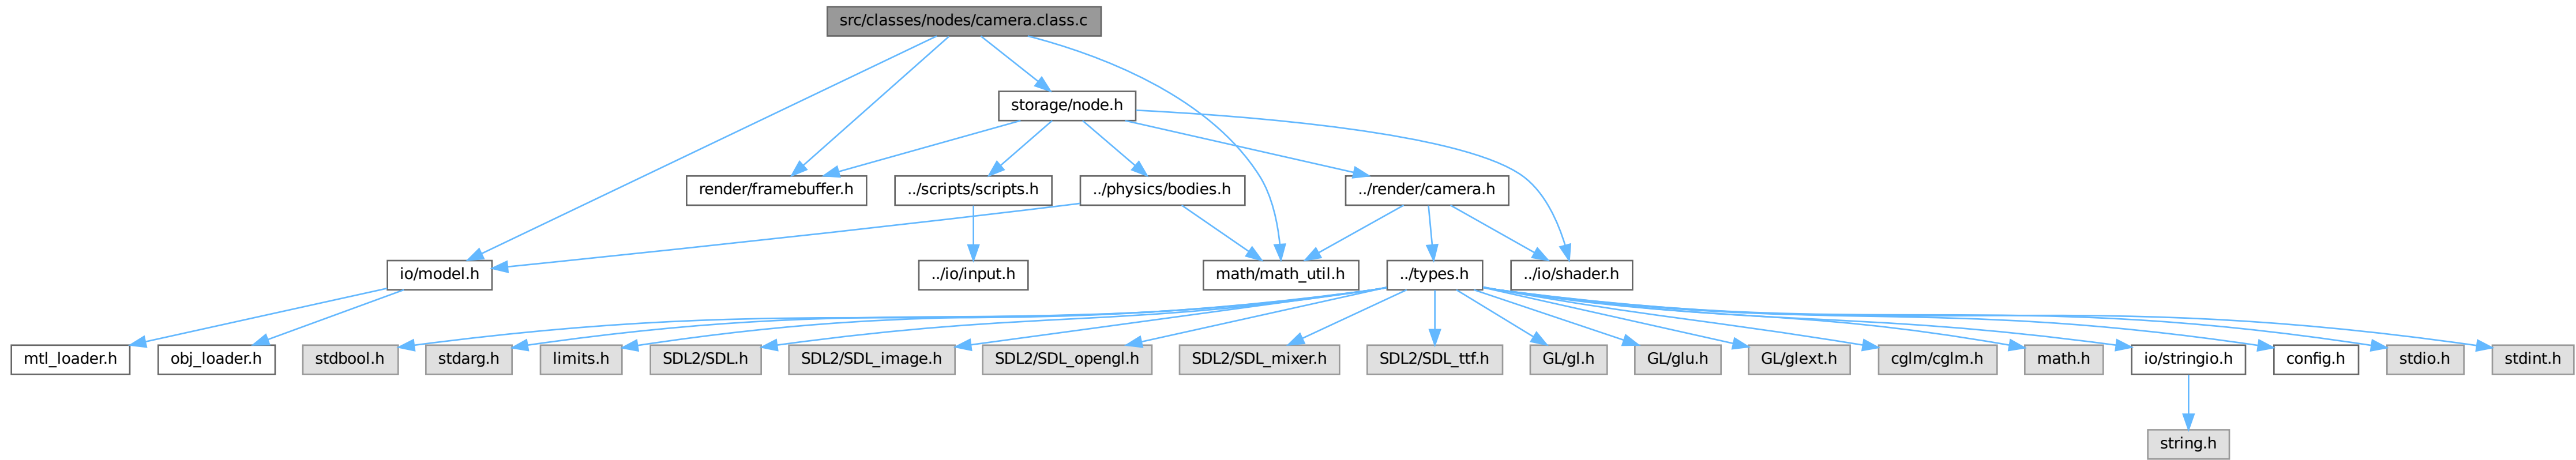 src/classes/nodes/camera.class.c
storage/node.h
render/framebuffer.h
../scripts/scripts.h
../physics/bodies.h
../render/camera.h
io/model.h
../io/input.h
math/math_util.h
../types.h
../io/shader.h
mtl_loader.h
obj_loader.h
stdbool.h
stdarg.h
limits.h
SDL2/SDL.h
SDL2/SDL_image.h
SDL2/SDL_opengl.h
SDL2/SDL_mixer.h
SDL2/SDL_ttf.h
GL/gl.h
GL/glu.h
GL/glext.h
cglm/cglm.h
math.h
io/stringio.h
config.h
stdio.h
stdint.h
string.h